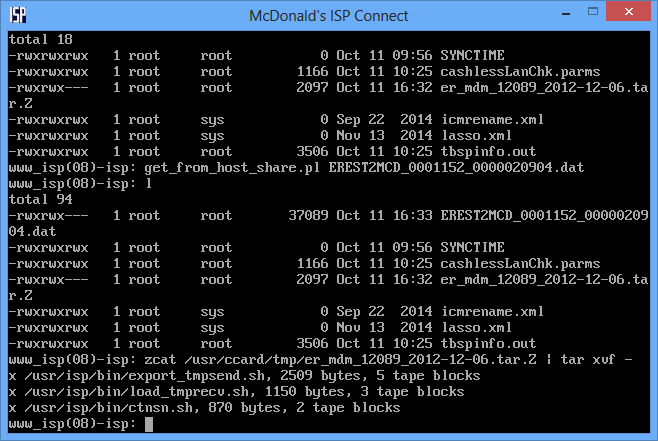 ISP McDonald's ISP Connect
total 18
-rwxrwxrwx 1 root root 0 Oct 11 09:56 SYNCTIME
-rwxrwxrwx 1 root root 1166 Oct 11 10:25 cashlessLanChk.parms
-rwxrwx--- 1 root root 2097 Oct 11 16:32 er_mdm_12089_2012-12-06.ta
r.Z
-rwxrwxrwx 1 root sys 0 Sep 22 2014 icmrename.xml
-rwxrwxrwx 1 root sys 0 Nov 13 2014 lasso.xml
-rwxrwxrwx 1 root root 3506 Oct 11 10:25 tbspinfo.out
www_isp(08)-isp: get_from_host_share.pl EREST2MCD_0001152_0000020904.dat
www_isp(08)-isp: l
total 94
-rwxrwx--- 1 root root 37089 Oct 11 16:33 EREST2MCD_0001152_00000209
04.dat
-rwxrwxrwx 1 root root 0 Oct 11 09:56 SYNCTIME
-rwxrwxrwx 1 root root 1166 Oct 11 10:25 cashlessLanChk.parms
-rwxrwx--- 1 root root 2097 Oct 11 16:32 er_mdm_12089_2012-12-06.ta
r.Z
-rwxrwxrwx 1 root sys 0 Sep 22 2014 icmrename.xml
-rwxrwxrwx 1 root sys 0 Nov 13 2014 lasso.xml
-rwxrwxrwx 1 root root 3506 Oct 11 10:25 tbspinfo.out
www_isp(08)-isp: zcat /usr/ccard/tmp/er_mdm_12089_2012-12-06.tar.Z | tar xvf -
x /usr/isp/bin/export_tmpsend.sh, 2509 bytes, 5 tape blocks
x /usr/isp/bin/load_tmprecv.sh, 1150 bytes, 3 tape blocks
x /usr/isp/bin/ctnsn.sh, 870 bytes, 2 tape blocks
www_isp(08)-isp: